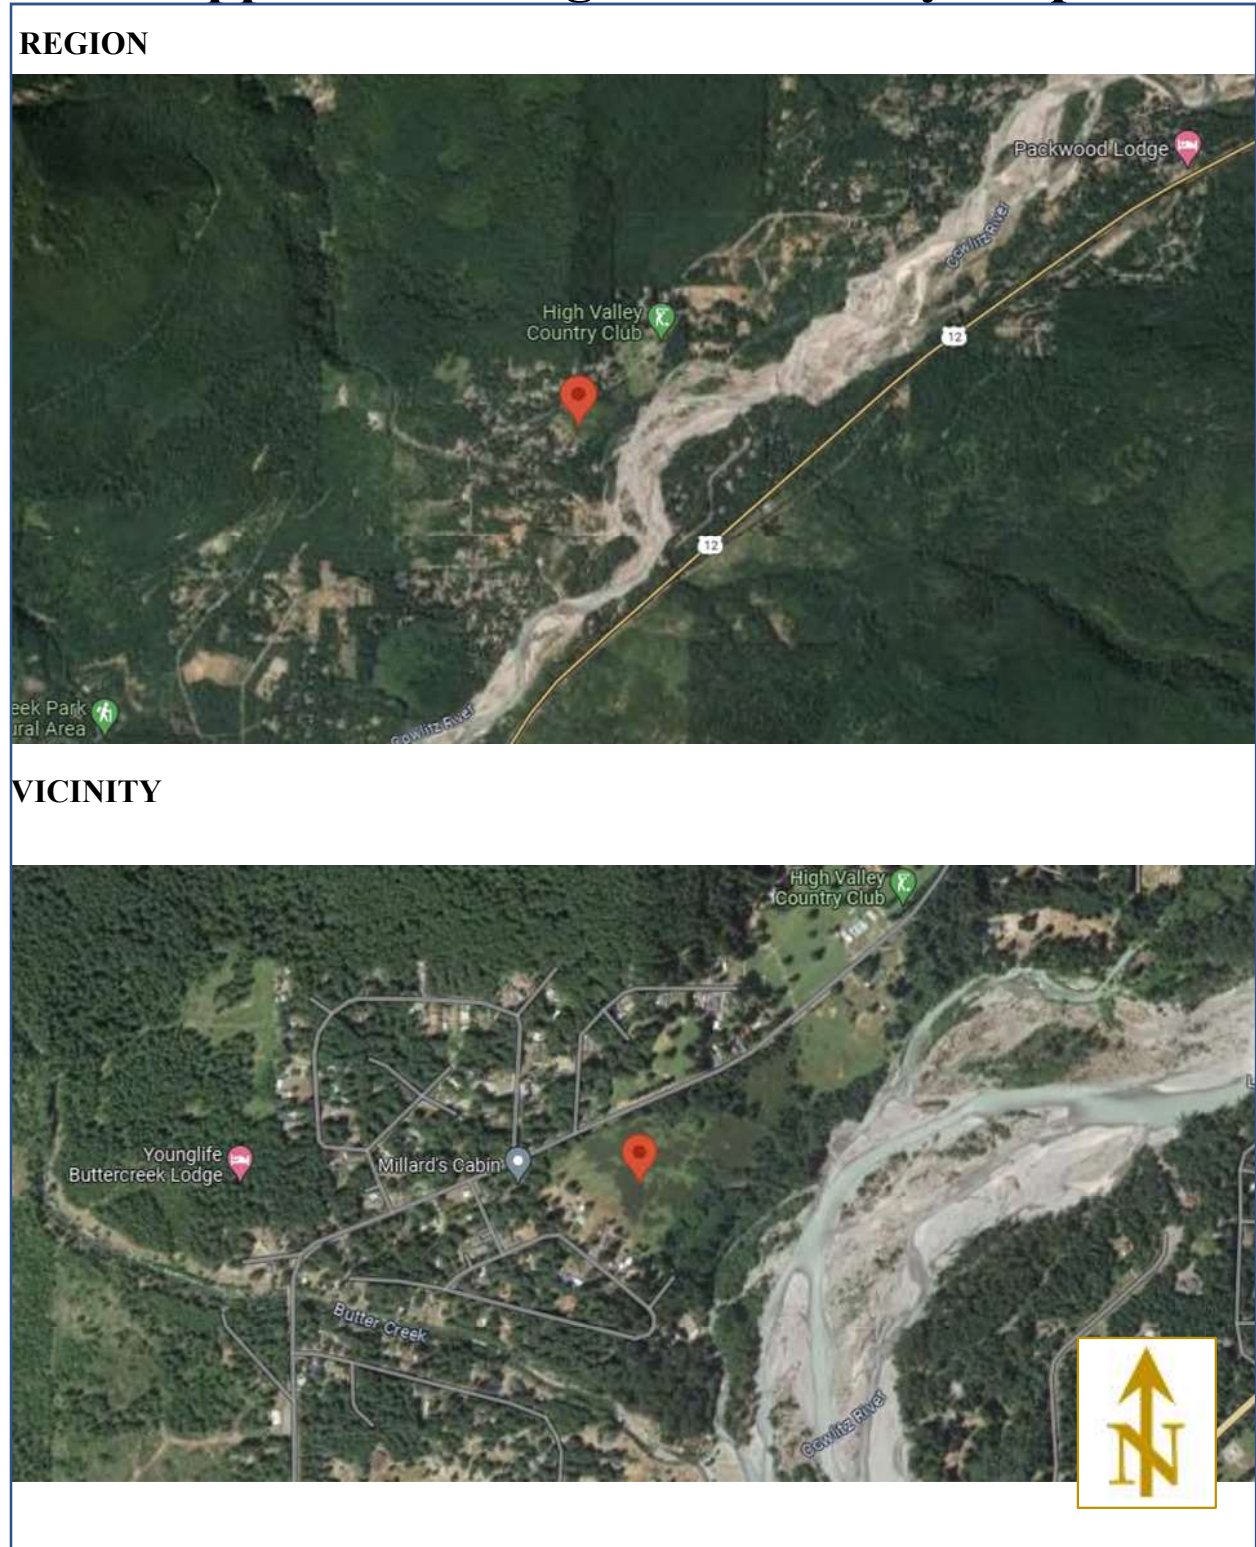 REGION
Packwood Lodge
Cowlitz River
High Valley
Country Club
12
12
eek Park
ural Area
Cowlitz River
VICINITY
High Valley
Country Club
Younglife
Buttercreek Lodge
Millard's Cabin
Butter Creek
Cowlitz River
N